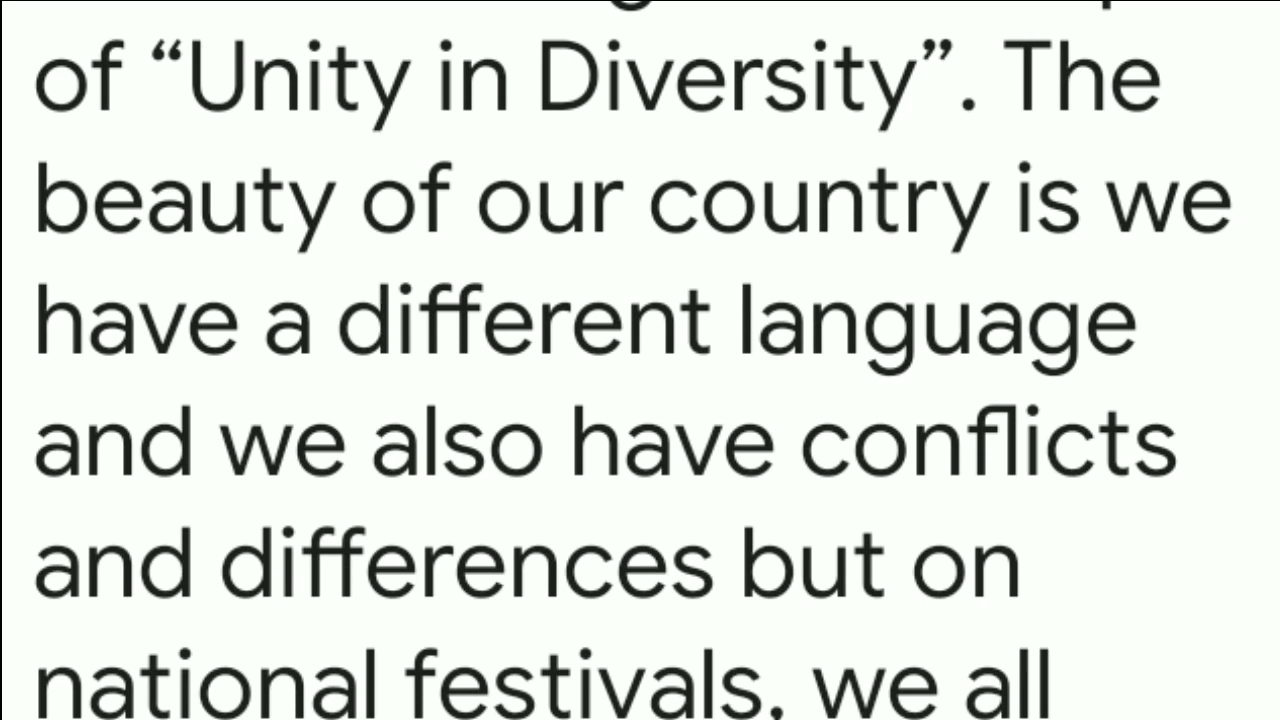 of “Unity in Diversity”. The
beauty of our country is we
have a different language
and we also have conflicts
and differences but on
national festivals, we all